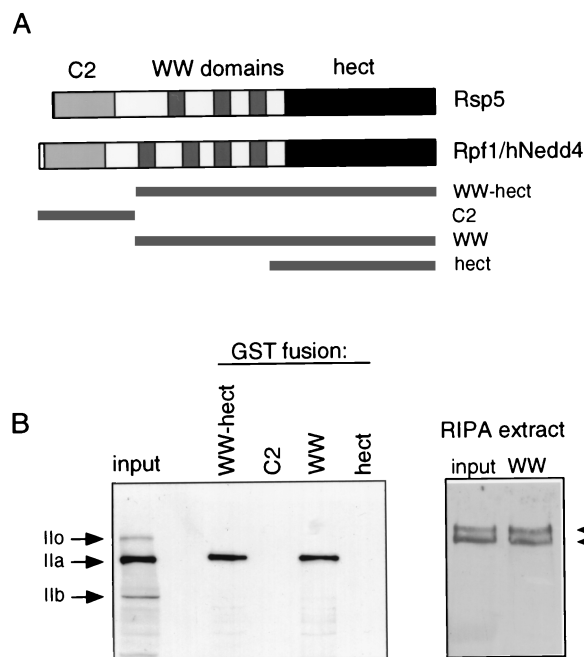 A
C2 WW domains hect
Rsp5
Rpf1/hNedd4
WW-hect
C2
WW
hect
GST fusion:
B
input WW-hect C2 WW hect
RIPA extract
input WW
IIo
IIa
IIb